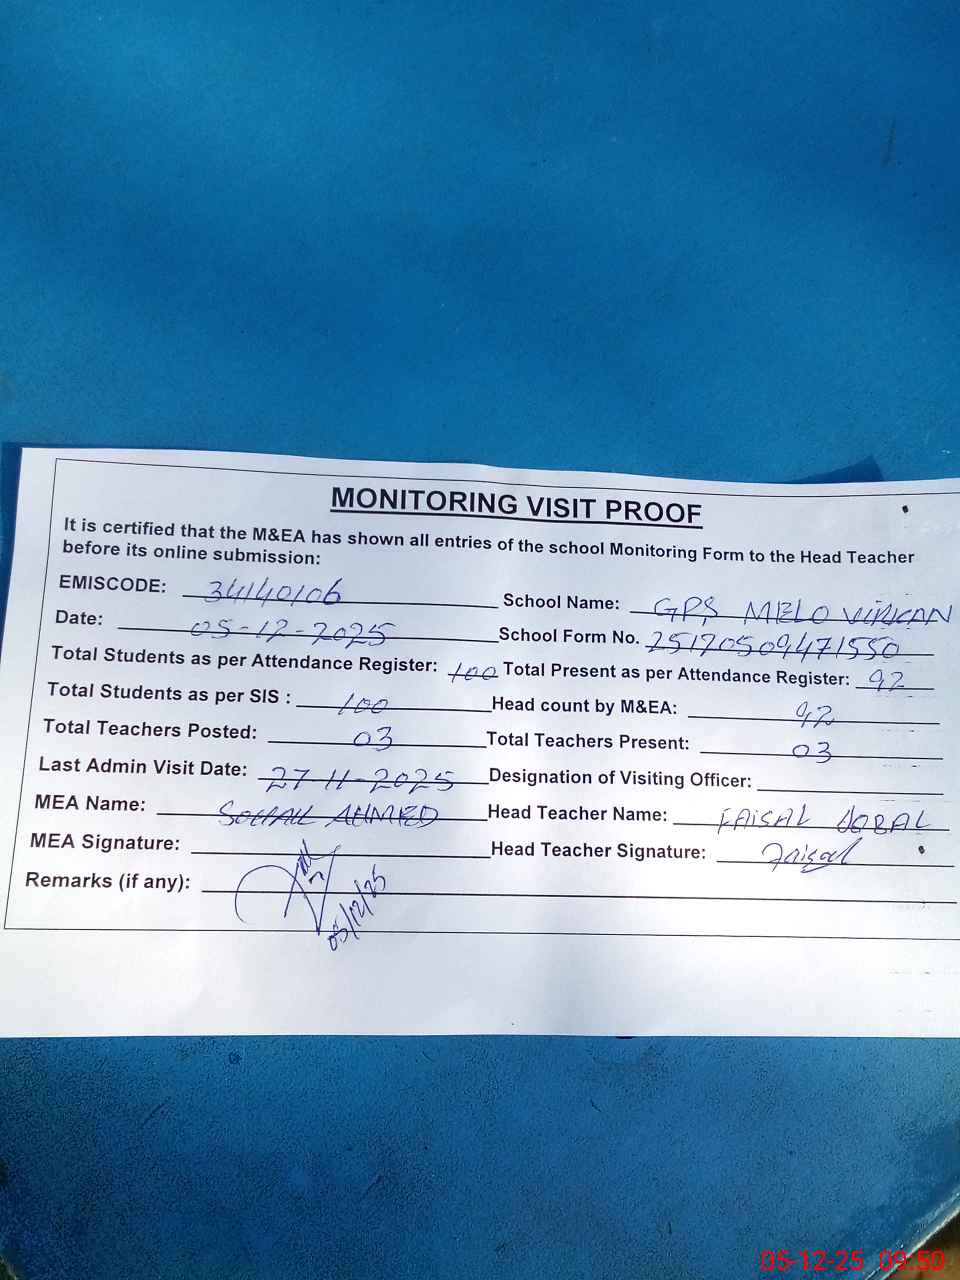 MONITORING VISIT PROOF
It is certified that the M&EA has shown all entries of the school Monitoring Form to the Head Teacher
before its online submission:
EMISCODE: 34140106 School Name: GPS MELO VIRKAN
Date: 05-12-2025 School Form No. 25120509471550
Total Students as per Attendance Register: 100 Total Present as per Attendance Register: 92
Total Students as per SIS : 100 Head count by M&EA: 92
Total Teachers Posted: 03 Total Teachers Present: 03
Last Admin Visit Date: 27-11-2025 Designation of Visiting Officer:
MEA Name: SOHAIL AHMED Head Teacher Name: FAISAL
MEA Signature: Head Teacher Signature: Faisal
Remarks (if any):
05/12/25
05-12-25 09:50